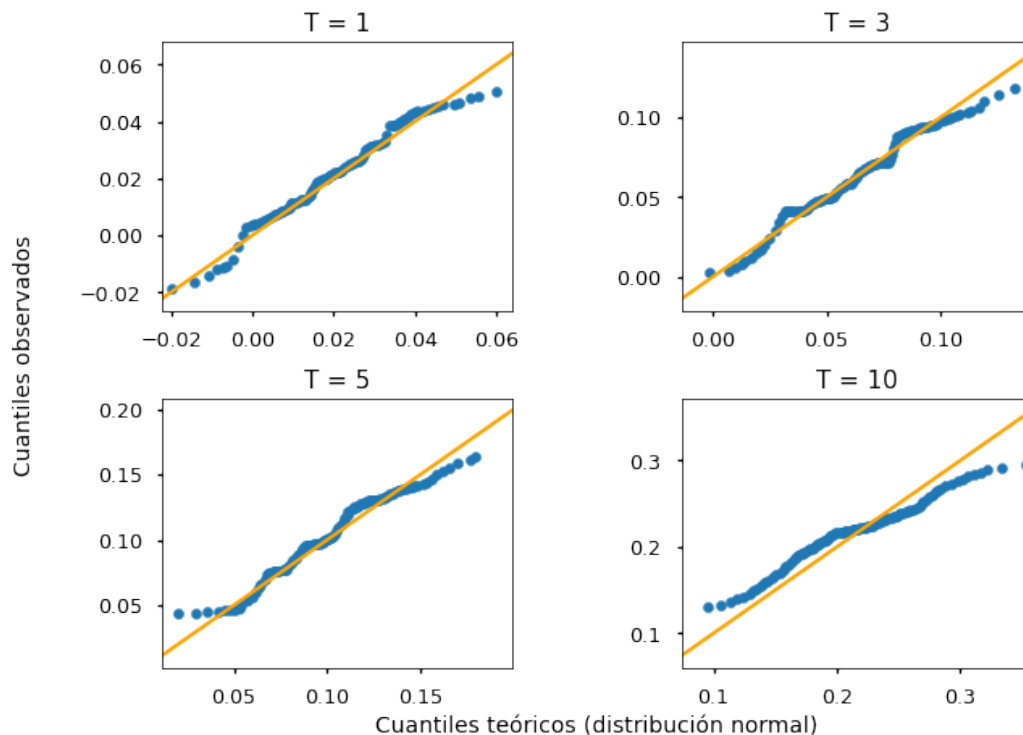 T = 1
0.06
0.04
0.02
0.00
−0.02
−0.02 0.00 0.02 0.04 0.06
T = 3
0.10
0.05
0.00
0.00 0.05 0.10
Cuantiles observados
T = 5
0.20
0.15
0.10
0.05
0.05 0.10 0.15
T = 10
0.3
0.2
0.1
0.1 0.2 0.3
Cuantiles teóricos (distribución normal)